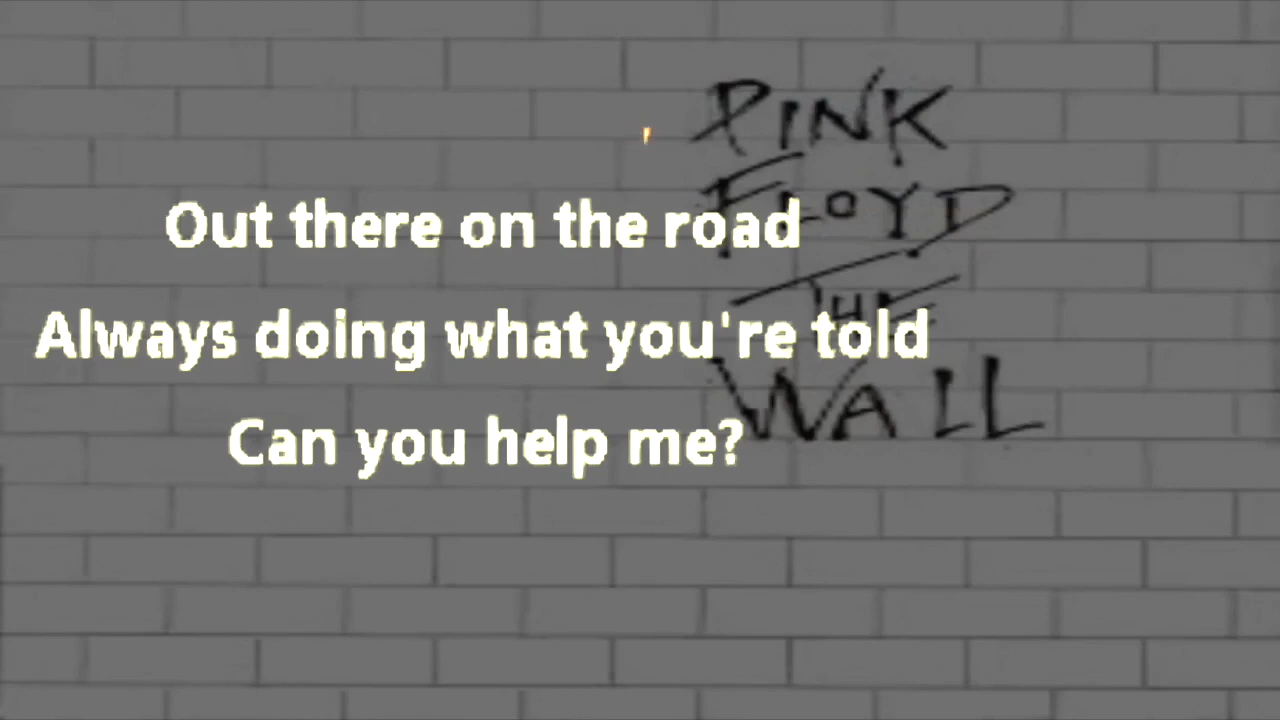 PINK
FLOYD
Out there on the road
THE
Always doing what you're told
WALL
Can you help me?